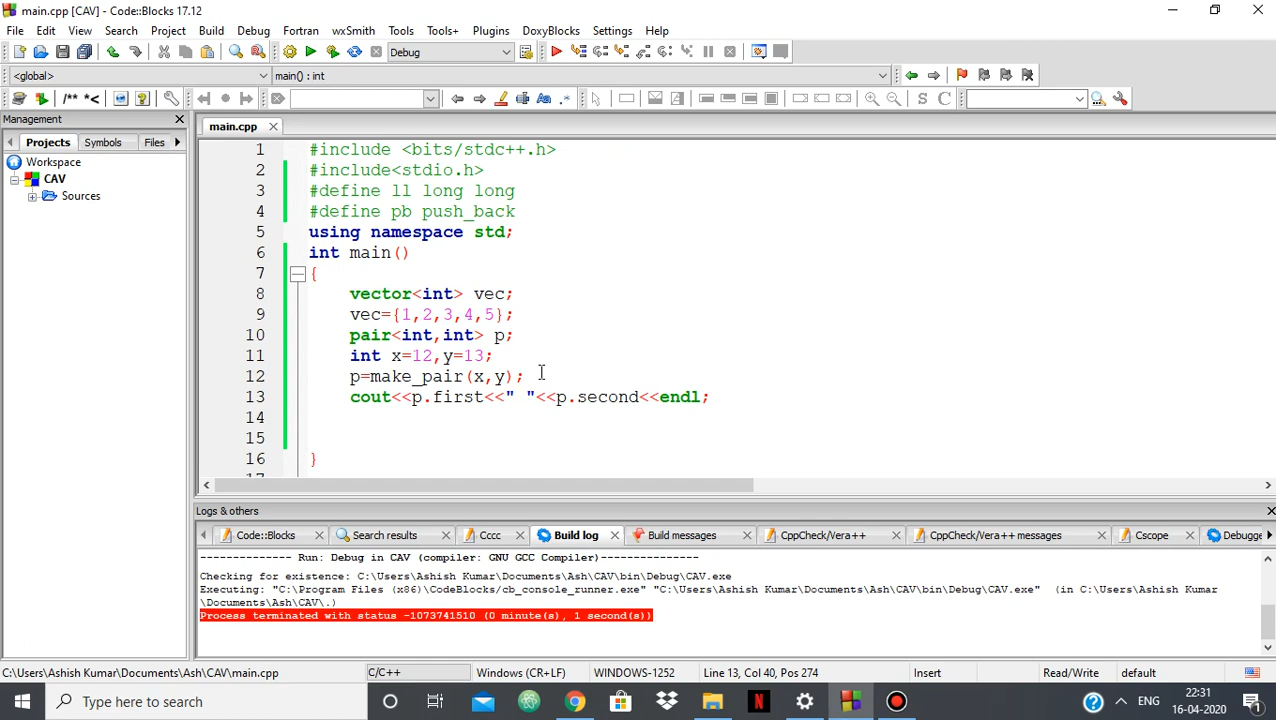 main.cpp [CAV] - Code::Blocks 17.12
File Edit View Search Project Build Debug Fortran wxSmith Tools Tools+ Plugins DoxyBlocks Settings Help
Debug
<global> main() : int
/** *<
Management
Projects Symbols Files
Workspace
CAV
Sources
main.cpp
1 #include <bits/stdc++.h>
2 #include<stdio.h>
3 #define ll long long
4 #define pb push_back
5 using namespace std;
6 int main()
7 {
8 vector<int> vec;
9 vec={1,2,3,4,5};
10 pair<int,int> p;
11 int x=12,y=13;
12 p=make_pair(x,y);
13 cout<<p.first<<" "<<p.second<<endl;
14
15
16 }
17
Logs & others
Code::Blocks Search results Cccc Build log Build messages CppCheck/Vera++ CppCheck/Vera++ messages Cscope Debugge
-------------- Run: Debug in CAV (compiler: GNU GCC Compiler)---------------
Checking for existence: C:\Users\Ashish Kumar\Documents\Ash\CAV\bin\Debug\CAV.exe
Executing: "C:\Program Files (x86)\CodeBlocks/cb_console_runner.exe" "C:\Users\Ashish Kumar\Documents\Ash\CAV\bin\Debug\CAV.exe" (in C:\Users\Ashish Kumar
\Documents\Ash\CAV\.)
Process terminated with status -1073741510 (0 minute(s), 1 second(s))
C:\Users\Ashish Kumar\Documents\Ash\CAV\main.cpp C/C++ Windows (CR+LF) WINDOWS-1252 Line 13, Col 40, Pos 274 Insert Read/Write default
Type here to search
ENG
22:31
16-04-2020